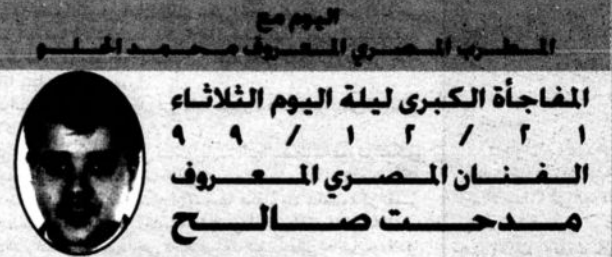 اليوم مع
المطرب المصري المعروف محمد الحلو
المفاجأة الكبرى ليلة اليوم الثلاثاء
٢١/١٢/٩٩
الفنان المصري المعروف
مدحت صالح